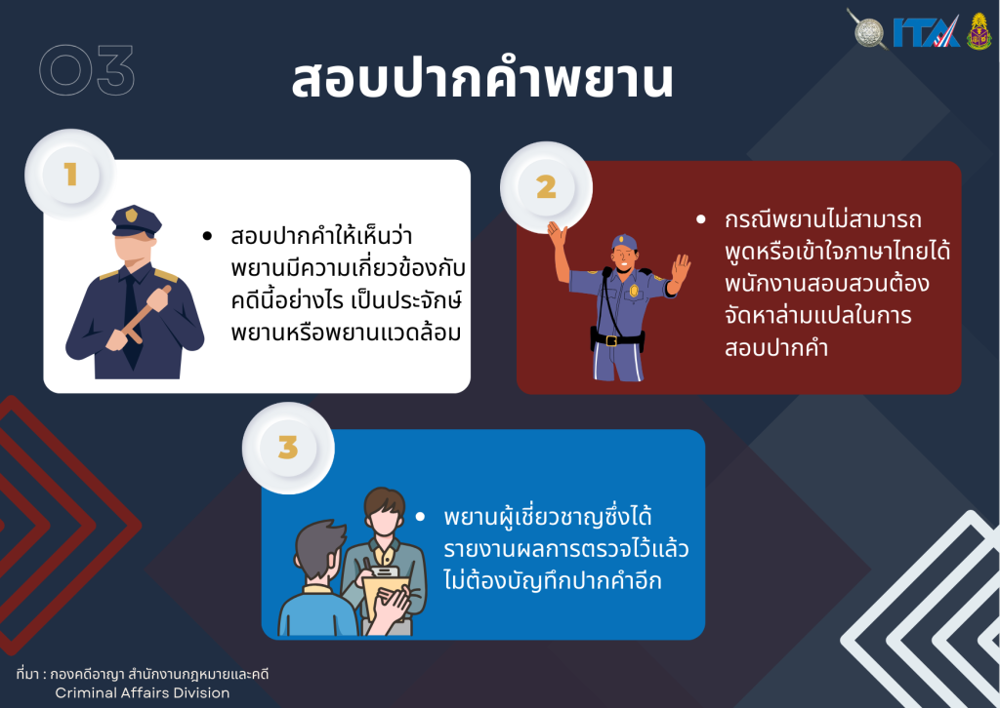 03
สอบปากคำพยาน
ITA
1
• สอบปากคำให้เห็นว่า
พยานมีความเกี่ยวข้องกับ
คดีนี้อย่างไร เป็นประจักษ์
พยานหรือพยานแวดล้อม
2
• กรณีพยานไม่สามารถ
พูดหรือเข้าใจภาษาไทยได้
พนักงานสอบสวนต้อง
จัดหาล่ามแปลในการ
สอบปากคำ
3
• พยานผู้เชี่ยวชาญซึ่งได้
รายงานผลการตรวจไว้แล้ว
ไม่ต้องบัญทึกปากคำอีก
ที่มา : กองคดีอาญา สำนักงานกฎหมายและคดี
Criminal Affairs Division